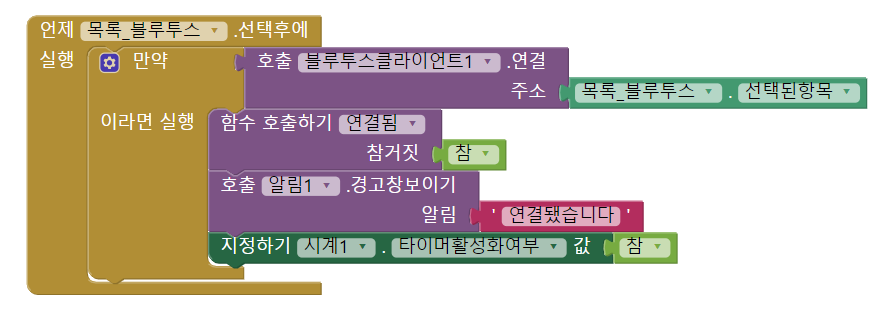 언제 목록_블루투스 .선택후에
실행 만약 호출 블루투스클라이언트1 .연결
주소 목록_블루투스 . 선택된항목
이라면 실행 함수 호출하기 연결됨
참거짓 참
호출 알림1 .경고창보이기
알림 ' 연결됐습니다 '
지정하기 시계1 . 타이머활성화여부 값 참